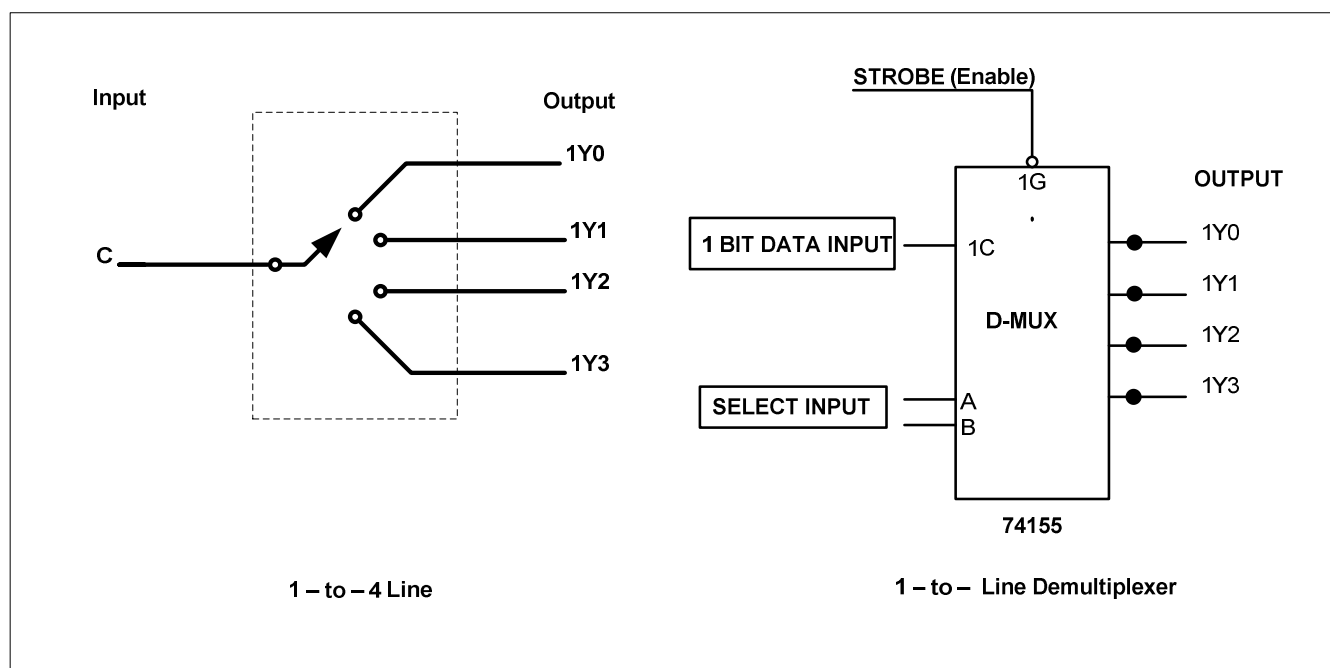 Input
Output
1Y0
1Y1
C
1Y2
1Y3
1 – to – 4 Line
STROBE (Enable)
1G
OUTPUT
1 BIT DATA INPUT
1C
1Y0
1Y1
D-MUX
1Y2
1Y3
SELECT INPUT
A
B
74155
1 – to – Line Demultiplexer